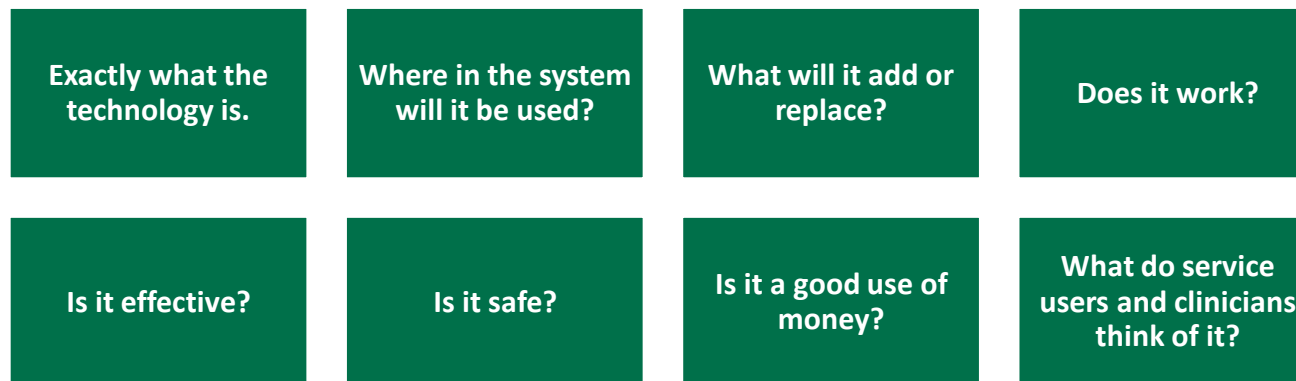 Exactly what the
technology is.
Where in the system
will it be used?
What will it add or
replace?
Does it work?
Is it effective?
Is it safe?
Is it a good use of
money?
What do service
users and clinicians
think of it?